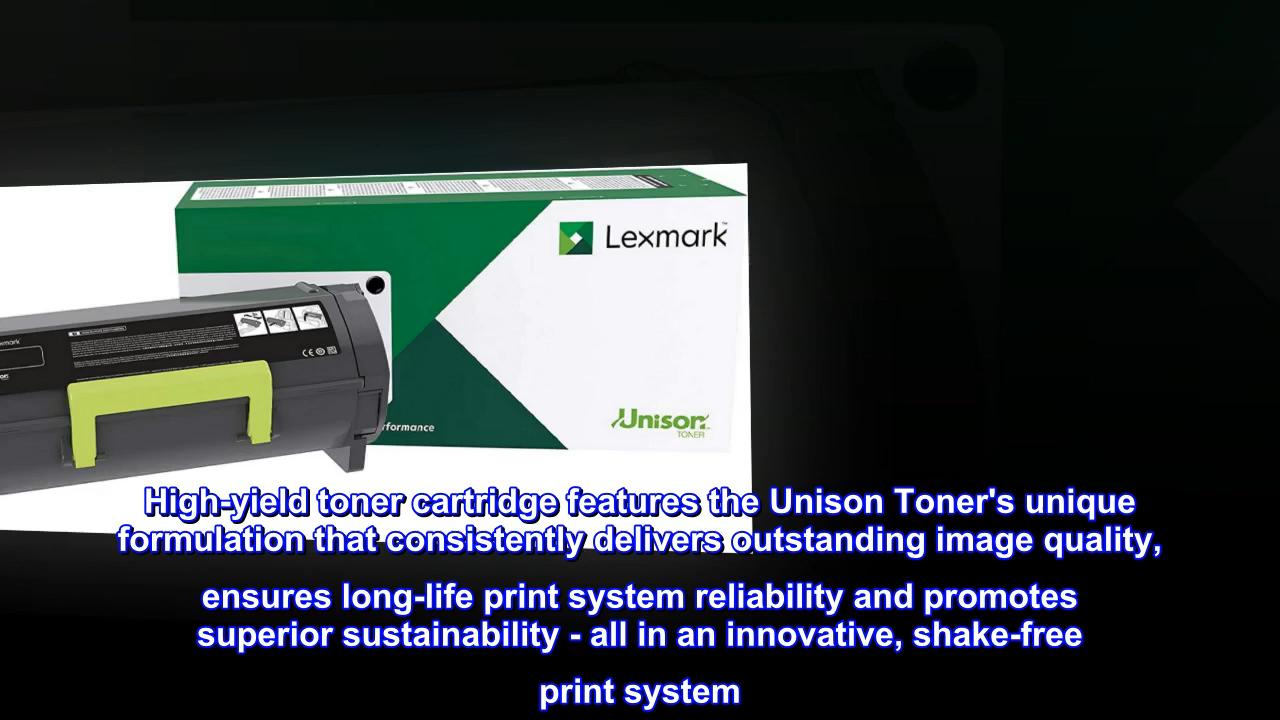 Lexmark
Unison
TONER
rformance
High-yield toner cartridge features the Unison Toner's unique
formulation that consistently delivers outstanding image quality,
ensures long-life print system reliability and promotes
superior sustainability - all in an innovative, shake-free
print system